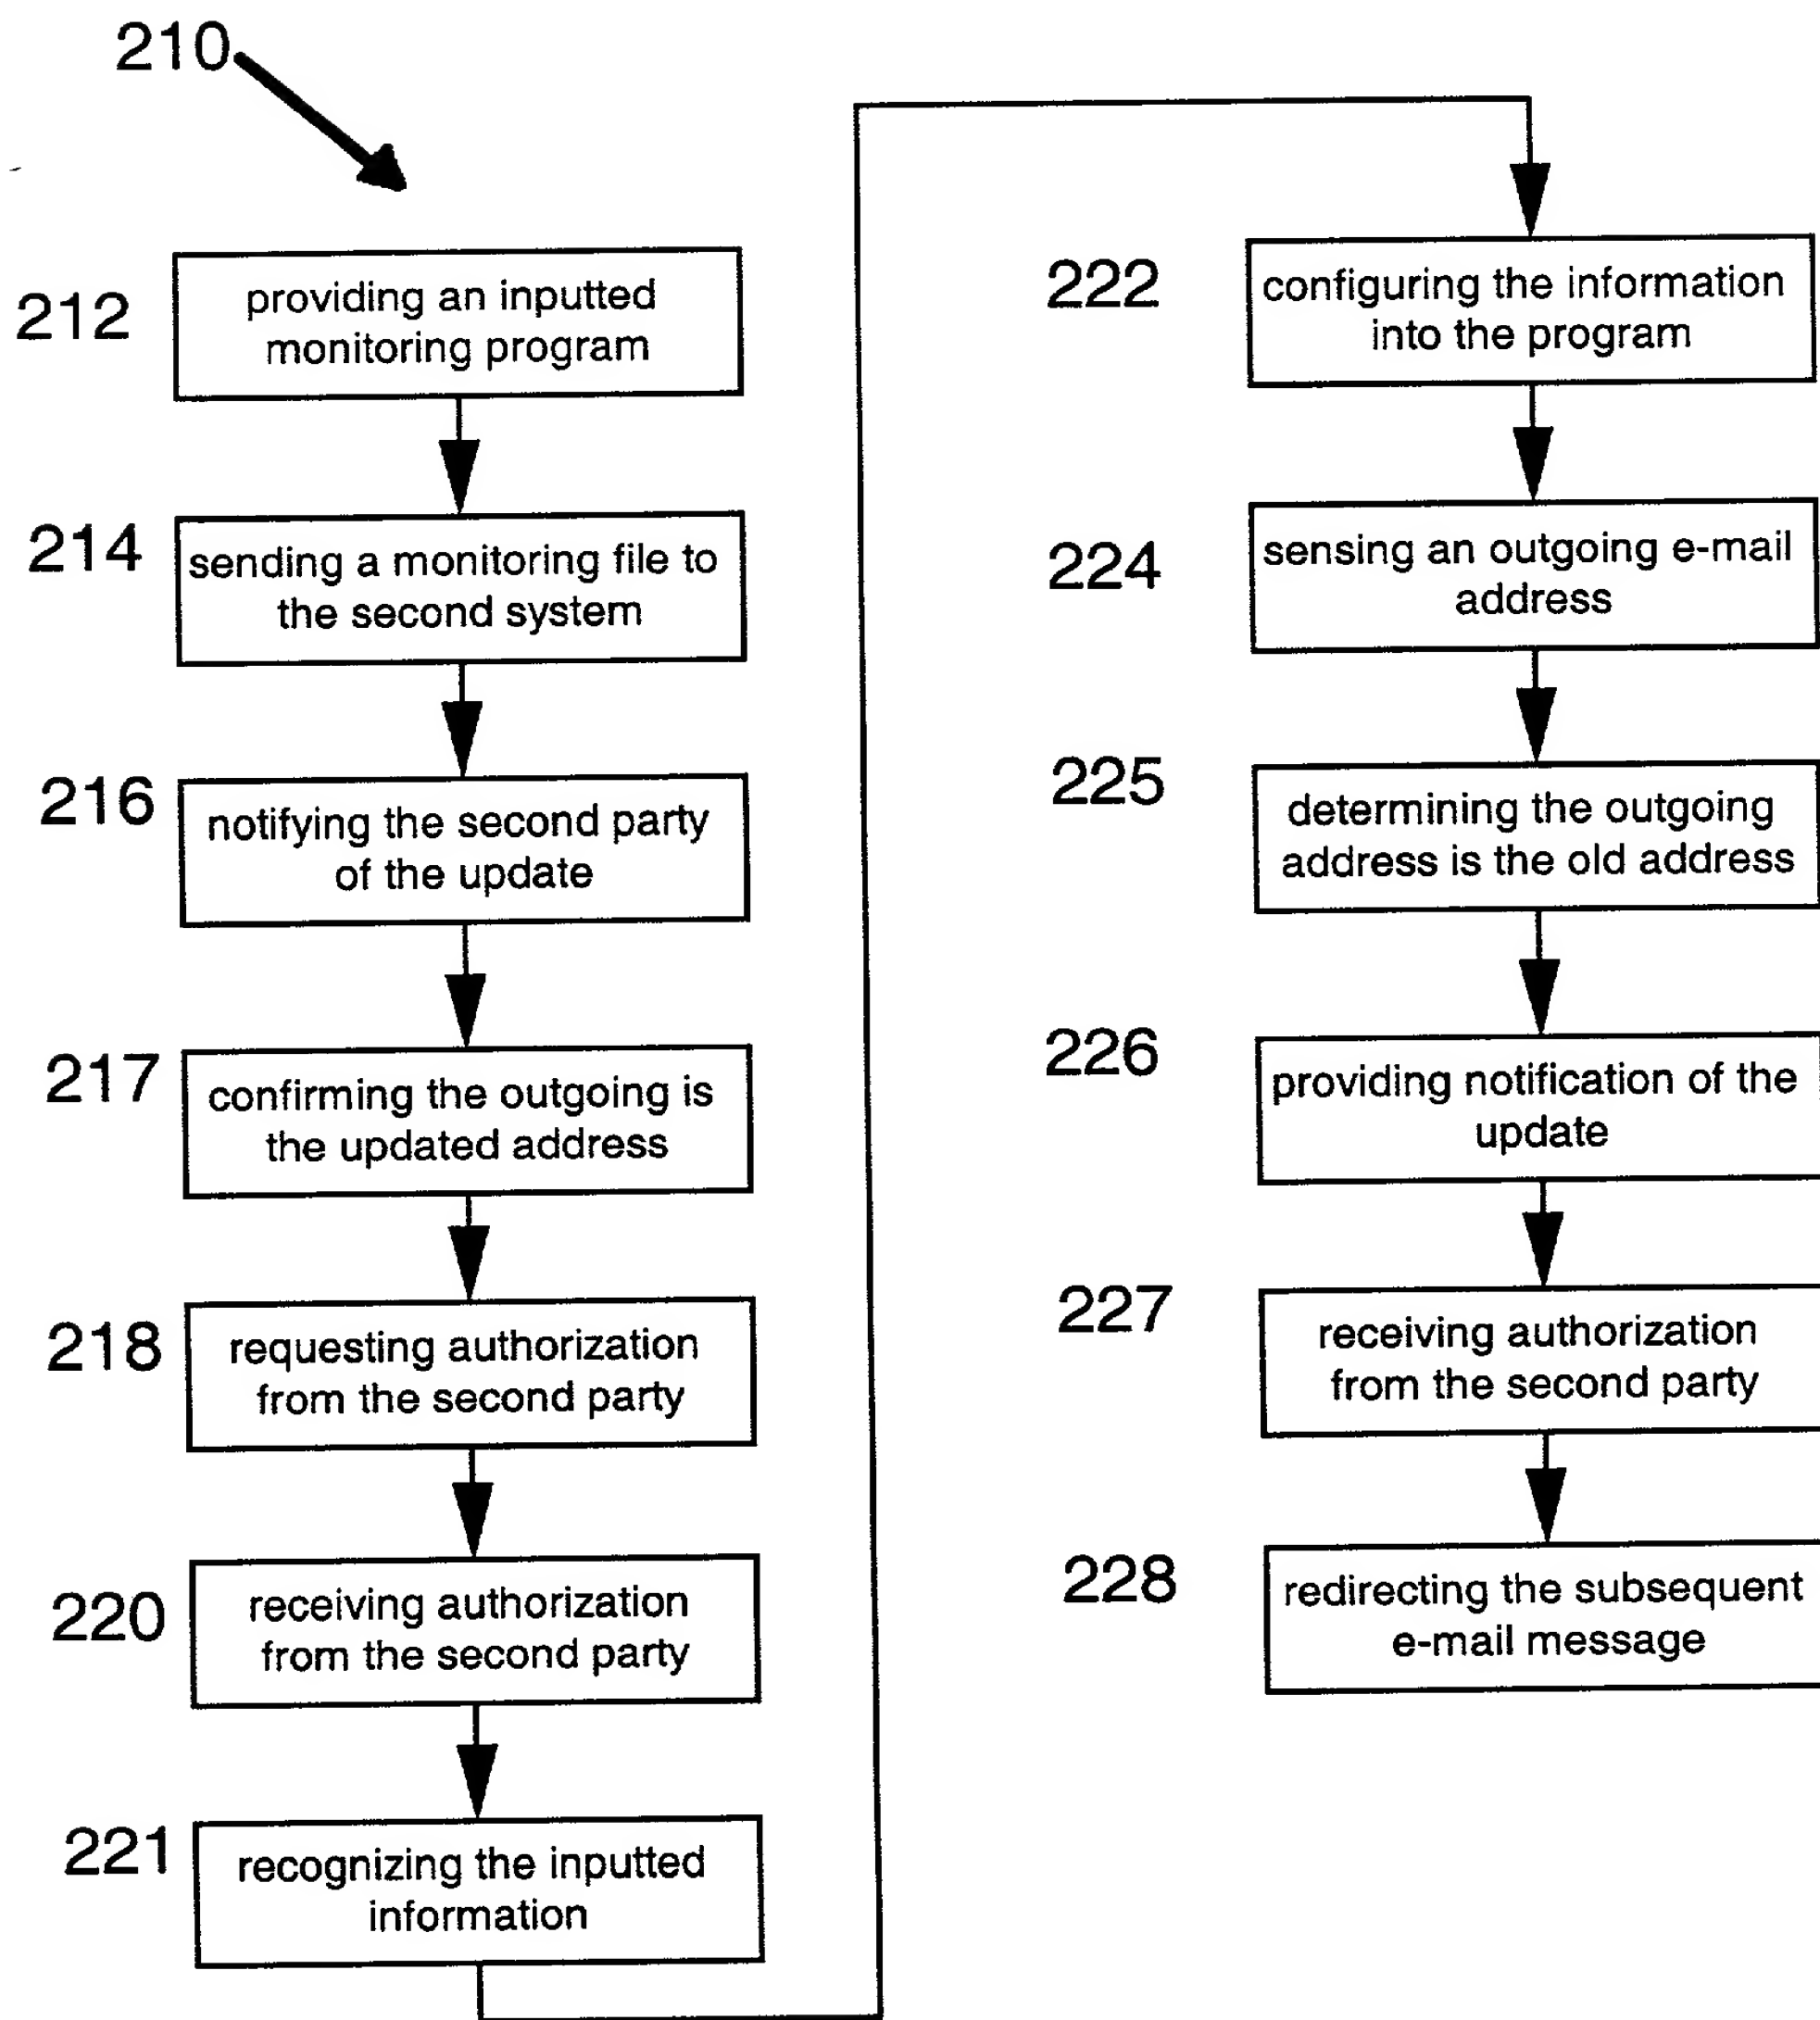 210
212
providing an inputted
monitoring program
214
sending a monitoring file to
the second system
216
notifying the second party
of the update
217
confirming the outgoing is
the updated address
218
requesting authorization
from the second party
220
receiving authorization
from the second party
221
recognizing the inputted
information
222
configuring the information
into the program
224
sensing an outgoing e-mail
address
225
determining the outgoing
address is the old address
226
providing notification of the
update
227
receiving authorization
from the second party
228
redirecting the subsequent
e-mail message